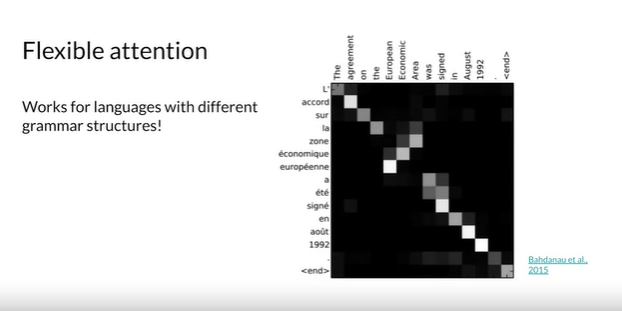 Flexible attention
Works for languages with different
grammar structures!
The
agreement
on
the
European
Economic
Area
was
signed
in
August
1992
.
<end>
L'
accord
sur
la
zone
économique
européenne
a
été
signé
en
août
1992
.
<end>
Bahdanau et al.,
2015